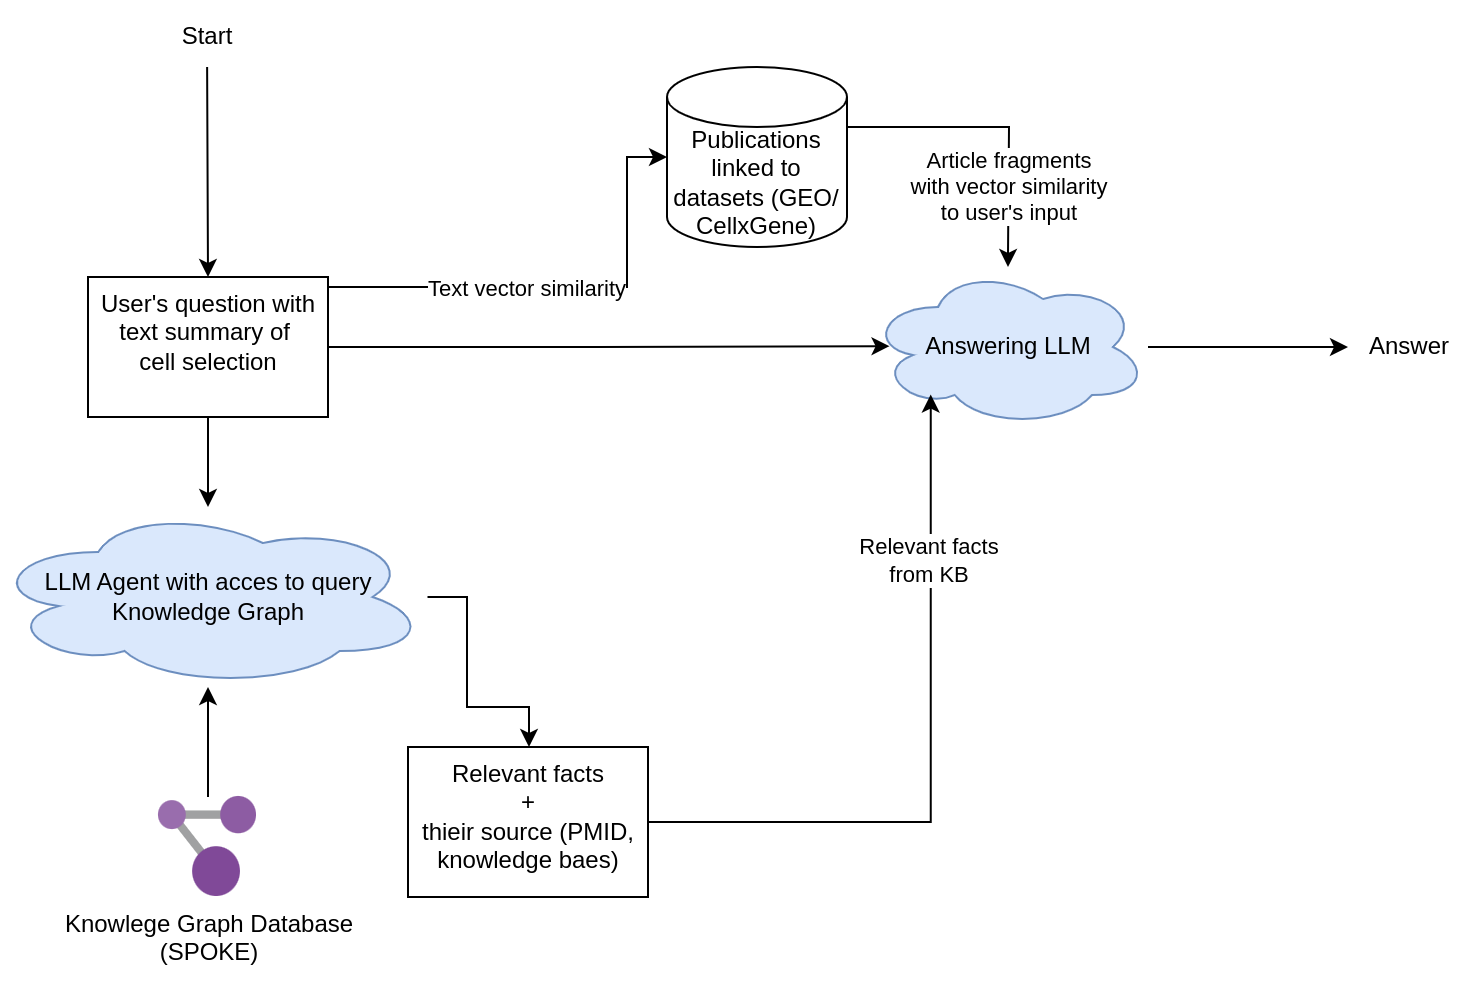 Start
Publications
linked to
datasets (GEO/
CellxGene)
Article fragments
with vector similarity
to user's input
User's question with
text summary of
cell selection
Text vector similarity
Answering LLM
Answer
LLM Agent with acces to query
Knowledge Graph
Relevant facts
from KB
Relevant facts
+
thieir source (PMID,
knowledge baes)
Knowlege Graph Database
(SPOKE)